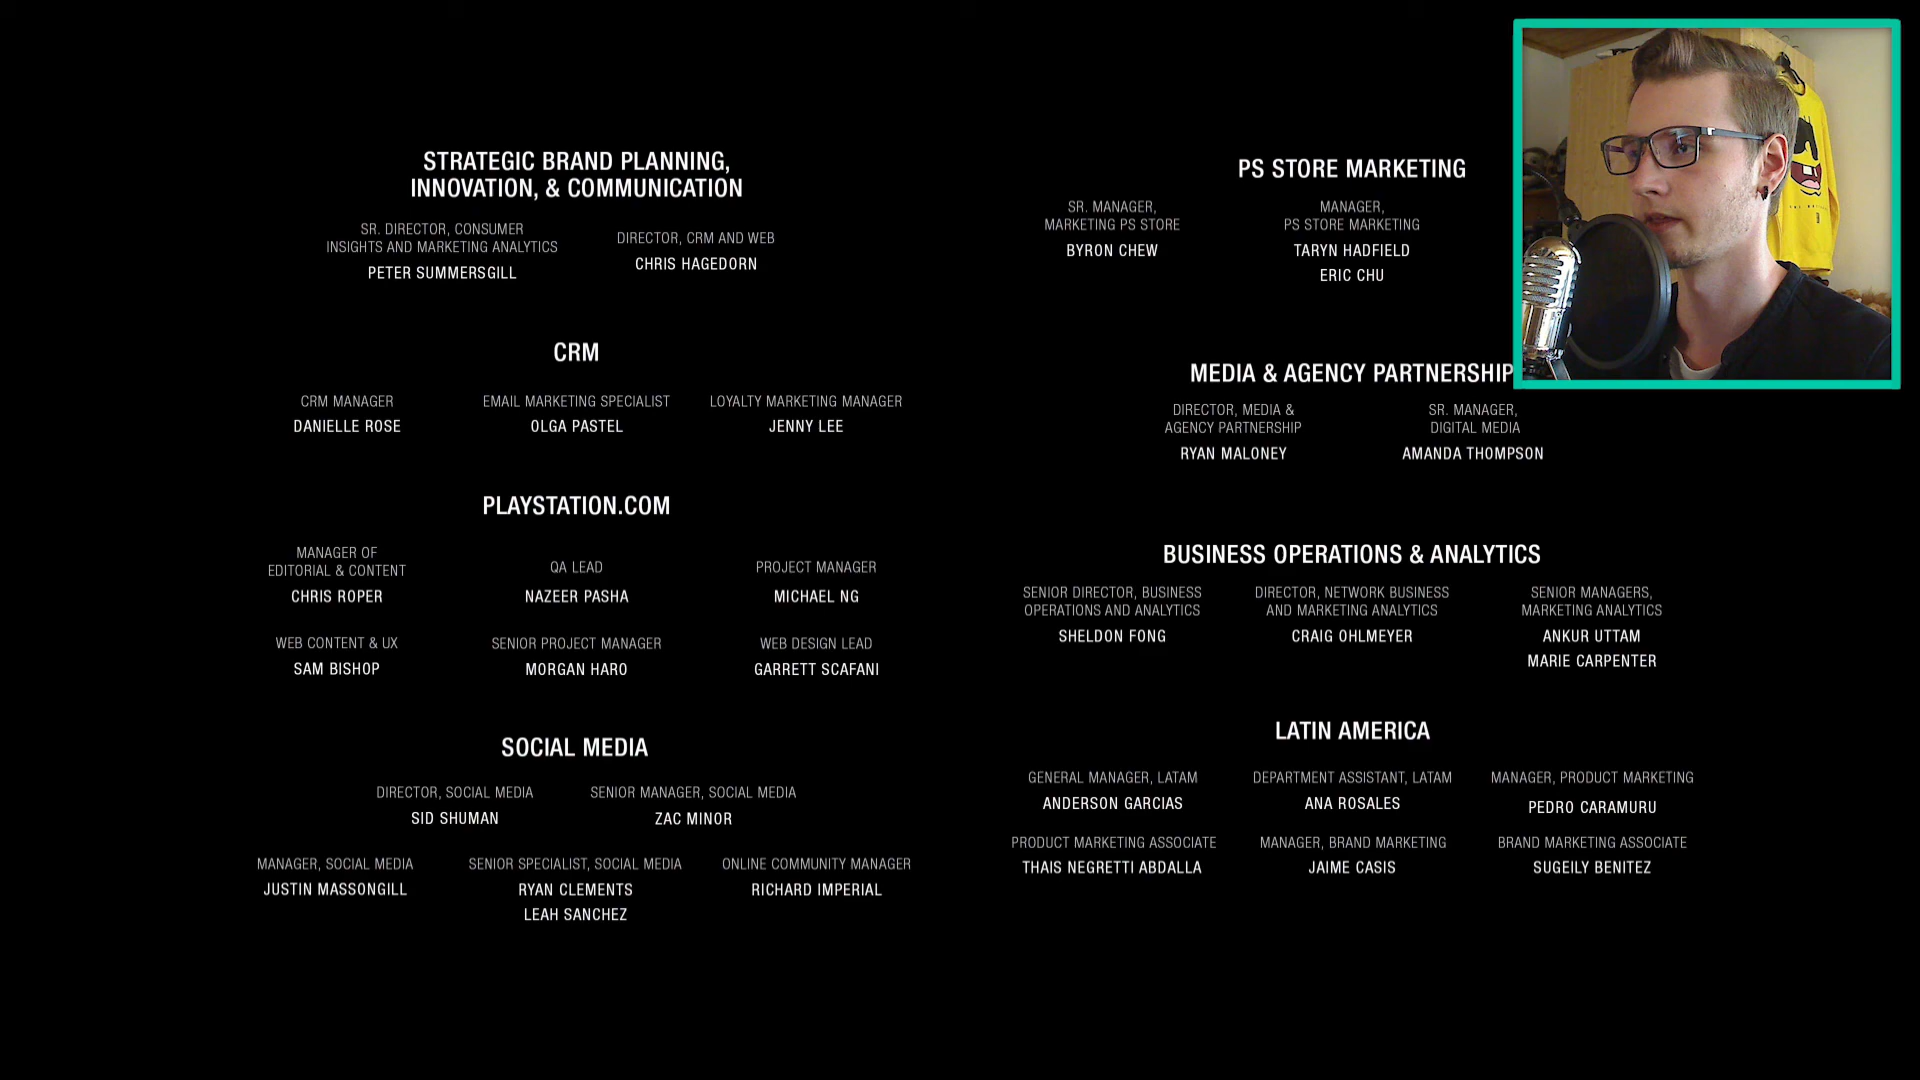 STRATEGIC BRAND PLANNING,
INNOVATION, & COMMUNICATION
SR. DIRECTOR, CONSUMER
INSIGHTS AND MARKETING ANALYTICS
PETER SUMMERSGILL
DIRECTOR, CRM AND WEB
CHRIS HAGEDORN
CRM
CRM MANAGER
DANIELLE ROSE
EMAIL MARKETING SPECIALIST
OLGA PASTEL
LOYALTY MARKETING MANAGER
JENNY LEE
PLAYSTATION.COM
MANAGER OF
EDITORIAL & CONTENT
CHRIS ROPER
QA LEAD
NAZEER PASHA
PROJECT MANAGER
MICHAEL NG
WEB CONTENT & UX
SAM BISHOP
SENIOR PROJECT MANAGER
MORGAN HARO
WEB DESIGN LEAD
GARRETT SCAFANI
SOCIAL MEDIA
DIRECTOR, SOCIAL MEDIA
SID SHUMAN
SENIOR MANAGER, SOCIAL MEDIA
ZAC MINOR
MANAGER, SOCIAL MEDIA
JUSTIN MASSONGILL
SENIOR SPECIALIST, SOCIAL MEDIA
RYAN CLEMENTS
LEAH SANCHEZ
ONLINE COMMUNITY MANAGER
RICHARD IMPERIAL
PS STORE MARKETING
SR. MANAGER,
MARKETING PS STORE
BYRON CHEW
MANAGER,
PS STORE MARKETING
TARYN HADFIELD
ERIC CHU
MEDIA & AGENCY PARTNERSHIP
DIRECTOR, MEDIA &
AGENCY PARTNERSHIP
RYAN MALONEY
SR. MANAGER,
DIGITAL MEDIA
AMANDA THOMPSON
BUSINESS OPERATIONS & ANALYTICS
SENIOR DIRECTOR, BUSINESS
OPERATIONS AND ANALYTICS
SHELDON FONG
DIRECTOR, NETWORK BUSINESS
AND MARKETING ANALYTICS
CRAIG OHLMEYER
SENIOR MANAGERS,
MARKETING ANALYTICS
ANKUR UTTAM
MARIE CARPENTER
LATIN AMERICA
GENERAL MANAGER, LATAM
ANDERSON GARCIAS
DEPARTMENT ASSISTANT, LATAM
ANA ROSALES
MANAGER, PRODUCT MARKETING
PEDRO CARAMURU
PRODUCT MARKETING ASSOCIATE
THAIS NEGRETTI ABDALLA
MANAGER, BRAND MARKETING
JAIME CASIS
BRAND MARKETING ASSOCIATE
SUGEILY BENITEZ